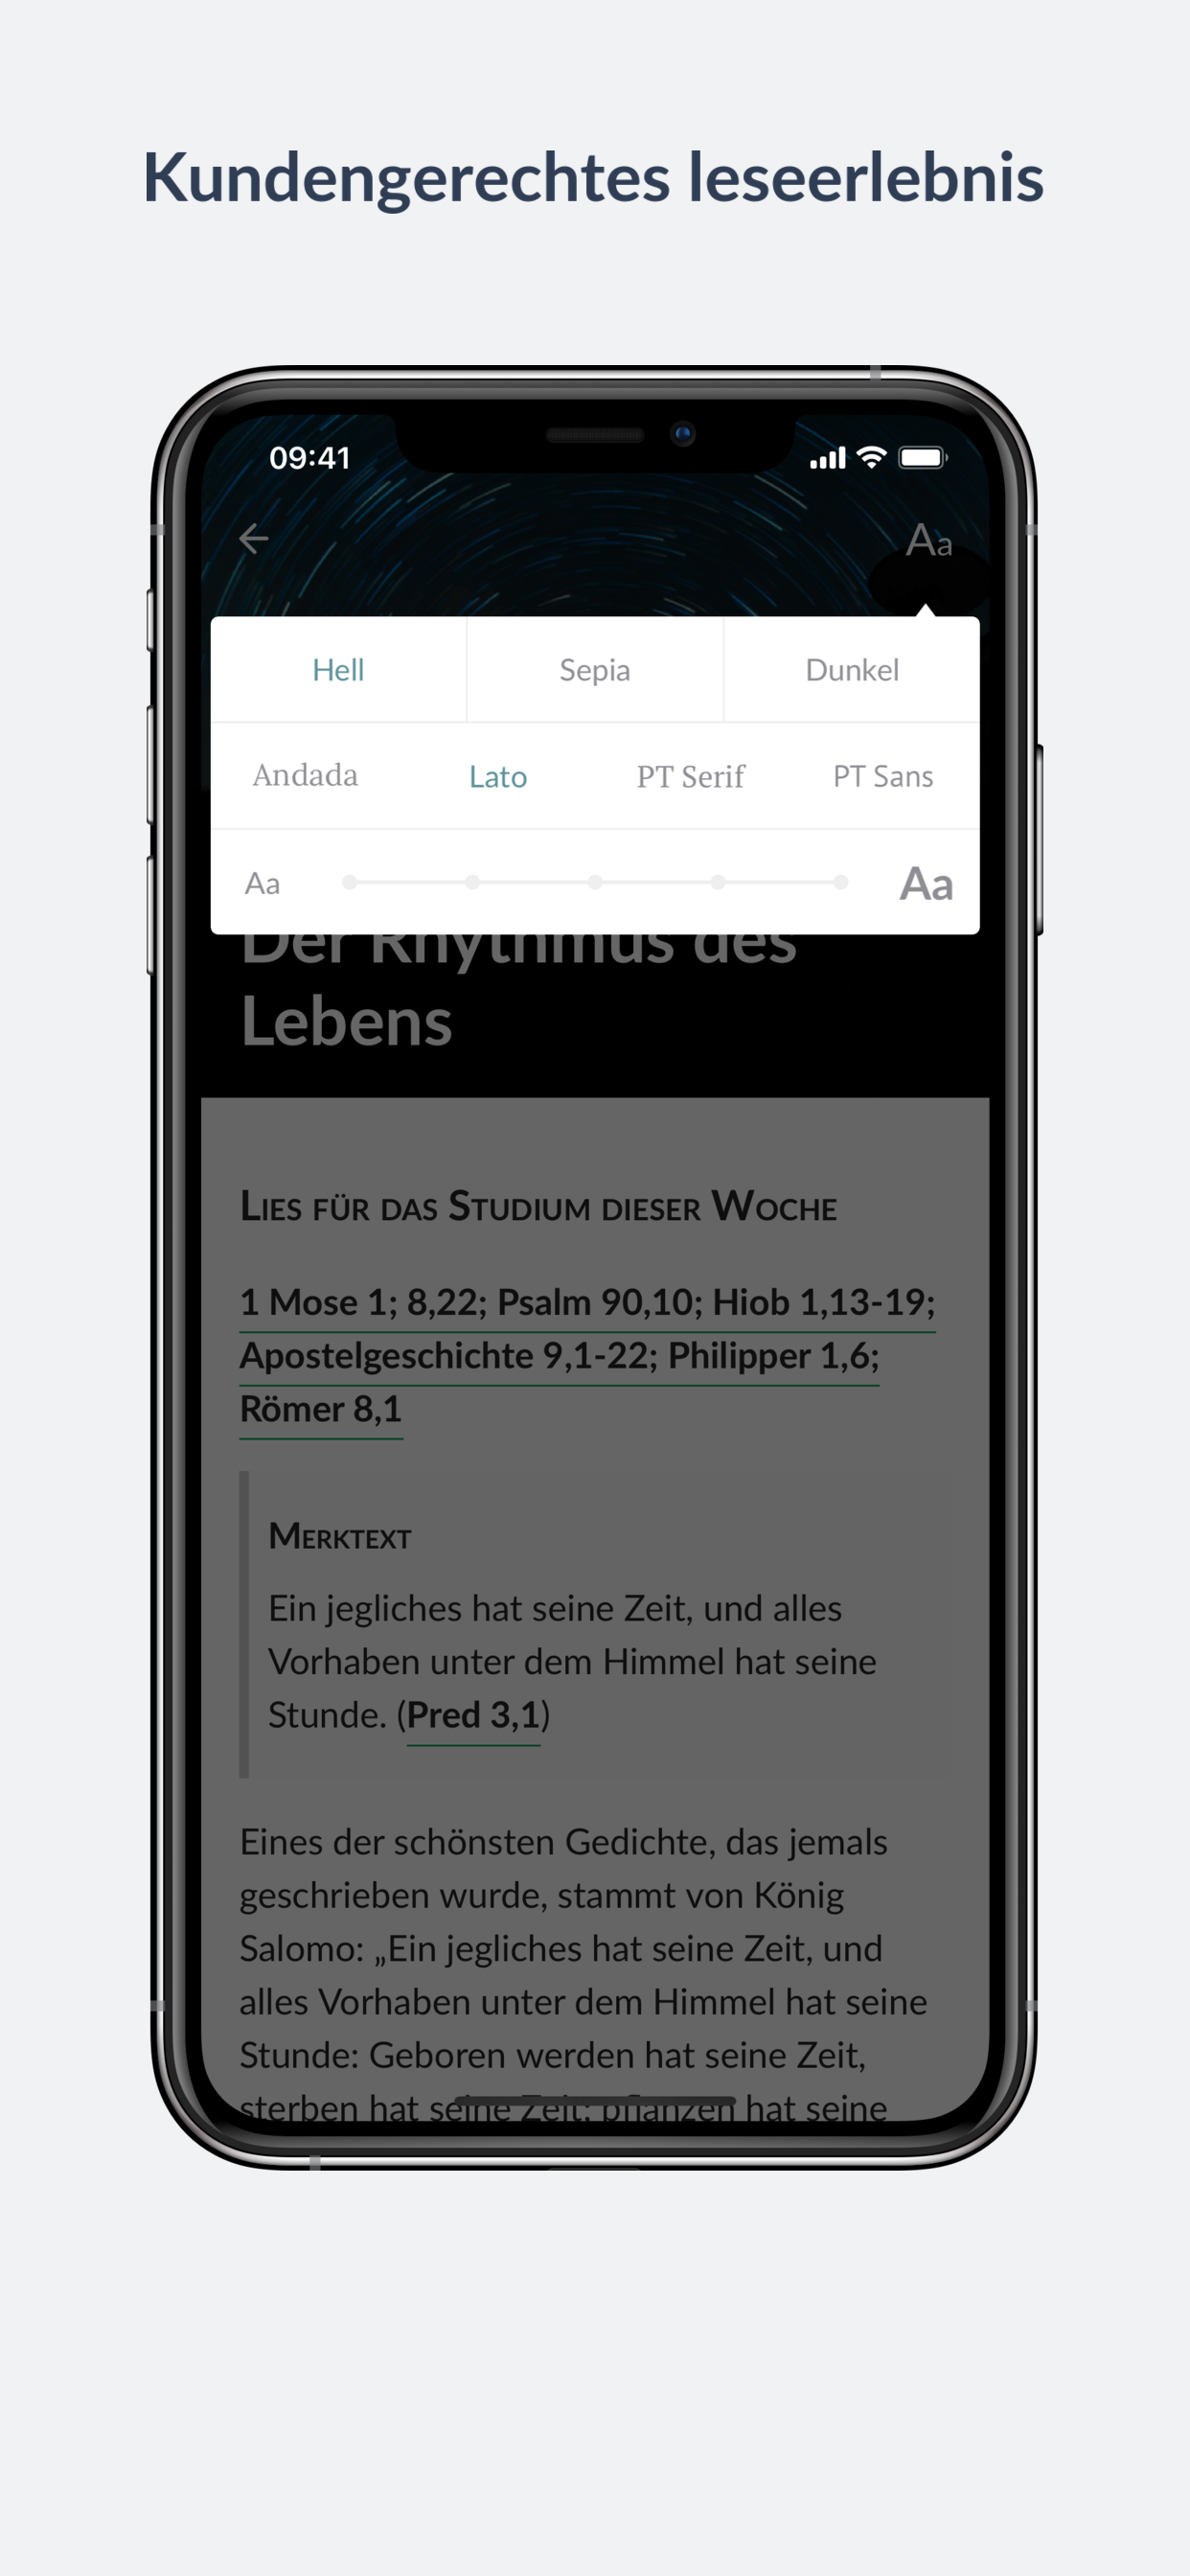 Kundengerechtes leseerlebnis
09:41
Aa
Hell Sepia Dunkel
Andada Lato PT Serif PT Sans
Aa Aa
Der Rhythmus des
Lebens
Lies für das Studium dieser Woche
1 Mose 1; 8,22; Psalm 90,10; Hiob 1,13-19;
Apostelgeschichte 9,1-22; Philipper 1,6;
Römer 8,1
Merktext
Ein jegliches hat seine Zeit, und alles
Vorhaben unter dem Himmel hat seine
Stunde. (Pred 3,1)
Eines der schönsten Gedichte, das jemals
geschrieben wurde, stammt von König
Salomo: „Ein jegliches hat seine Zeit, und
alles Vorhaben unter dem Himmel hat seine
Stunde: Geboren werden hat seine Zeit,
sterben hat seine Zeit; pflanzen hat seine